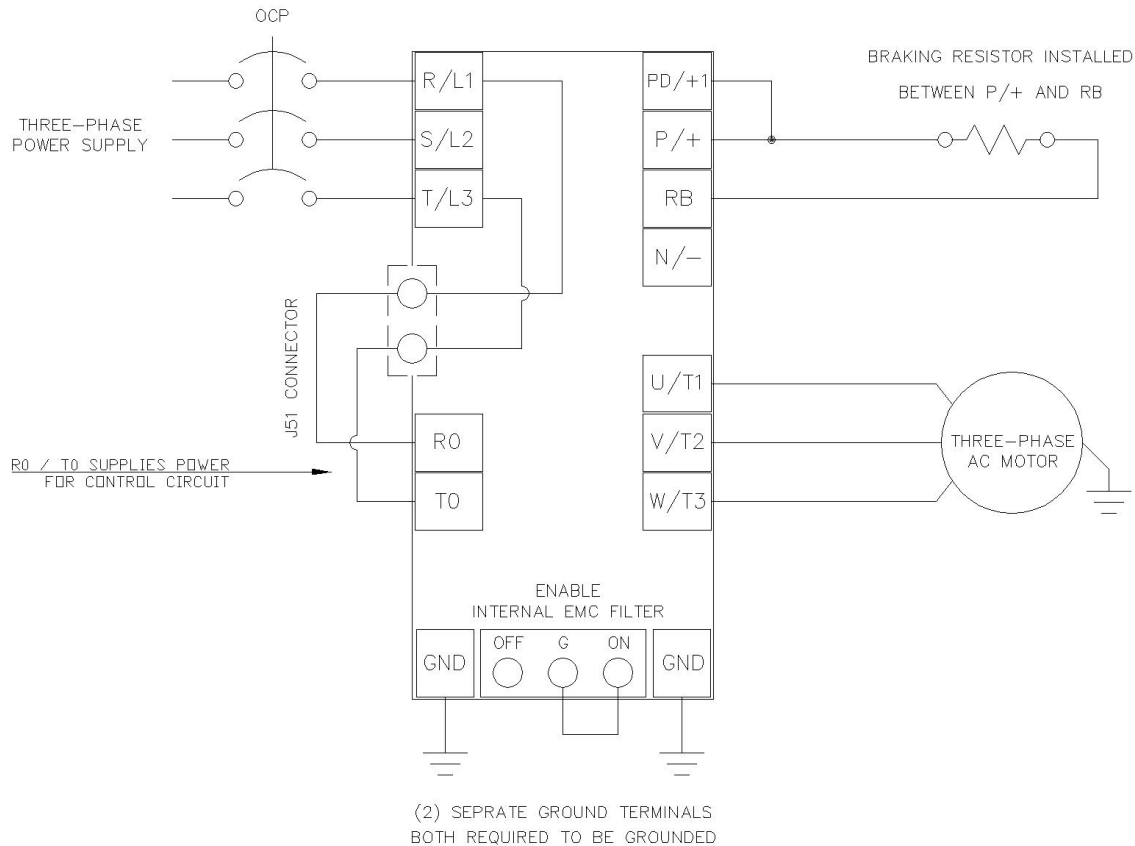 OCP
R/L1
PD/+1
BRAKING RESISTOR INSTALLED
BETWEEN P/+ AND RB
THREE-PHASE
POWER SUPPLY
S/L2
P/+
T/L3
RB
N/-
J51 CONNECTOR
U/T1
R0
V/T2
THREE-PHASE
AC MOTOR
R0 / T0 SUPPLIES POWER
FOR CONTROL CIRCUIT
T0
W/T3
ENABLE
INTERNAL EMC FILTER
GND
OFF
G
ON
GND
(2) SEPRATE GROUND TERMINALS
BOTH REQUIRED TO BE GROUNDED